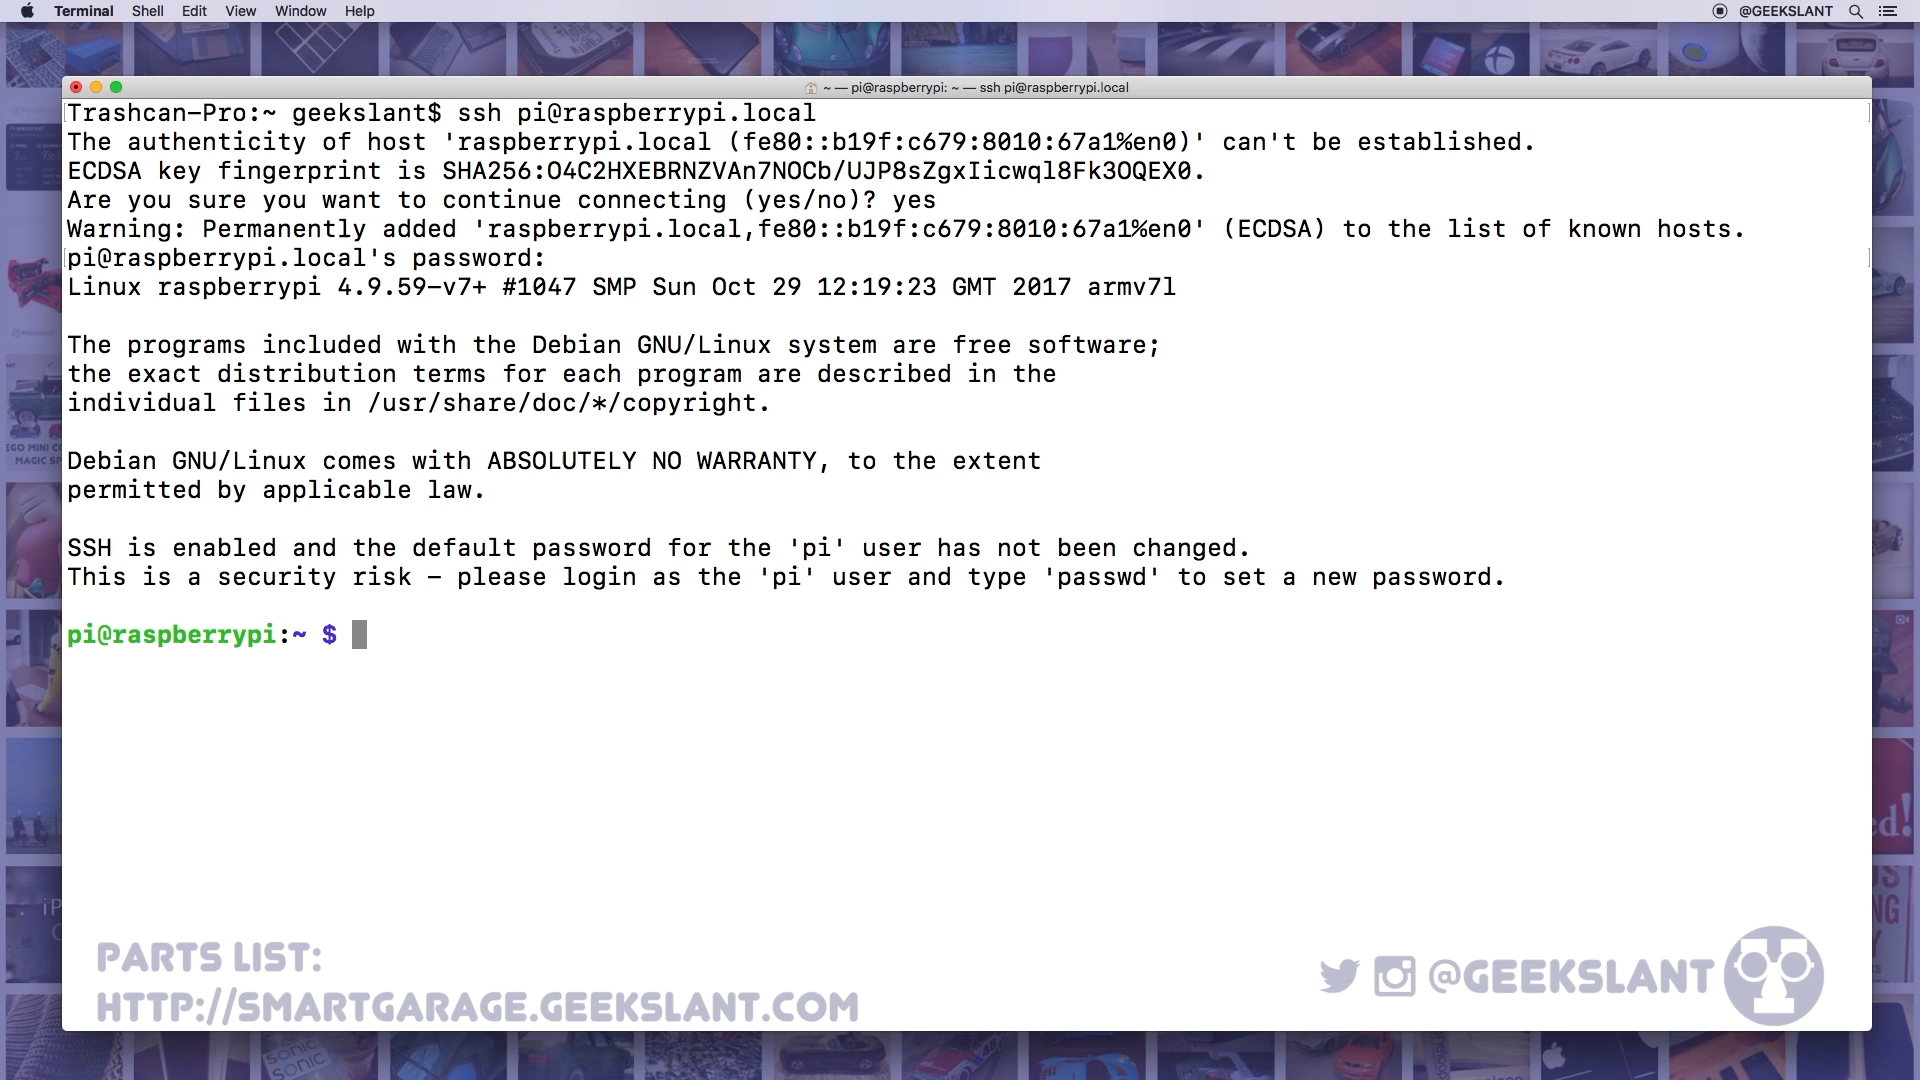 Terminal Shell Edit View Window Help @GEEKSLANT
~ — pi@raspberrypi: ~ — ssh pi@raspberrypi.local
Trashcan-Pro:~ geekslant$ ssh pi@raspberrypi.local
The authenticity of host 'raspberrypi.local (fe80::b19f:c679:8010:67a1%en0)' can't be established.
ECDSA key fingerprint is SHA256:O4C2HXEBRNZVAn7NOCb/UJP8sZgxIicwql8Fk3OQEX0.
Are you sure you want to continue connecting (yes/no)? yes
Warning: Permanently added 'raspberrypi.local,fe80::b19f:c679:8010:67a1%en0' (ECDSA) to the list of known hosts.
pi@raspberrypi.local's password:
Linux raspberrypi 4.9.59-v7+ #1047 SMP Sun Oct 29 12:19:23 GMT 2017 armv7l
The programs included with the Debian GNU/Linux system are free software;
the exact distribution terms for each program are described in the
individual files in /usr/share/doc/*/copyright.
Debian GNU/Linux comes with ABSOLUTELY NO WARRANTY, to the extent
permitted by applicable law.
SSH is enabled and the default password for the 'pi' user has not been changed.
This is a security risk - please login as the 'pi' user and type 'passwd' to set a new password.
pi@raspberrypi:~ $
PARTS LIST:
HTTP://SMARTGARAGE.GEEKSLANT.COM
@GEEKSLANT
SONIC
SONIC